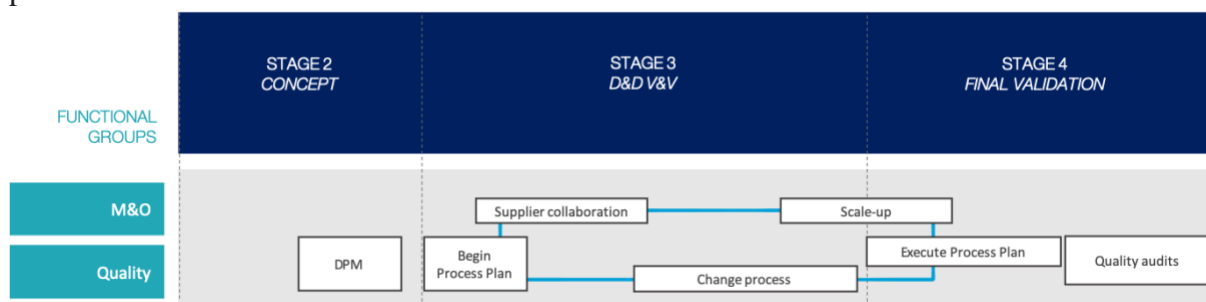 STAGE 2
CONCEPT
STAGE 3
D&D V&V
STAGE 4
FINAL VALIDATION
FUNCTIONAL
GROUPS
M&O
Supplier collaboration
Scale-up
Quality
DPM
Begin
Process Plan
Change process
Execute Process Plan
Quality audits